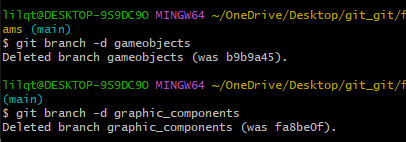 lilqt@DESKTOP-9S9DC9O MINGW64 ~/OneDrive/Desktop/git_git/f
ams (main)
$ git branch -d gameobjects
Deleted branch gameobjects (was b9b9a45).
lilqt@DESKTOP-9S9DC9O MINGW64 ~/OneDrive/Desktop/git_git/f
(main)
$ git branch -d graphic_components
Deleted branch graphic_components (was fa8be0f).